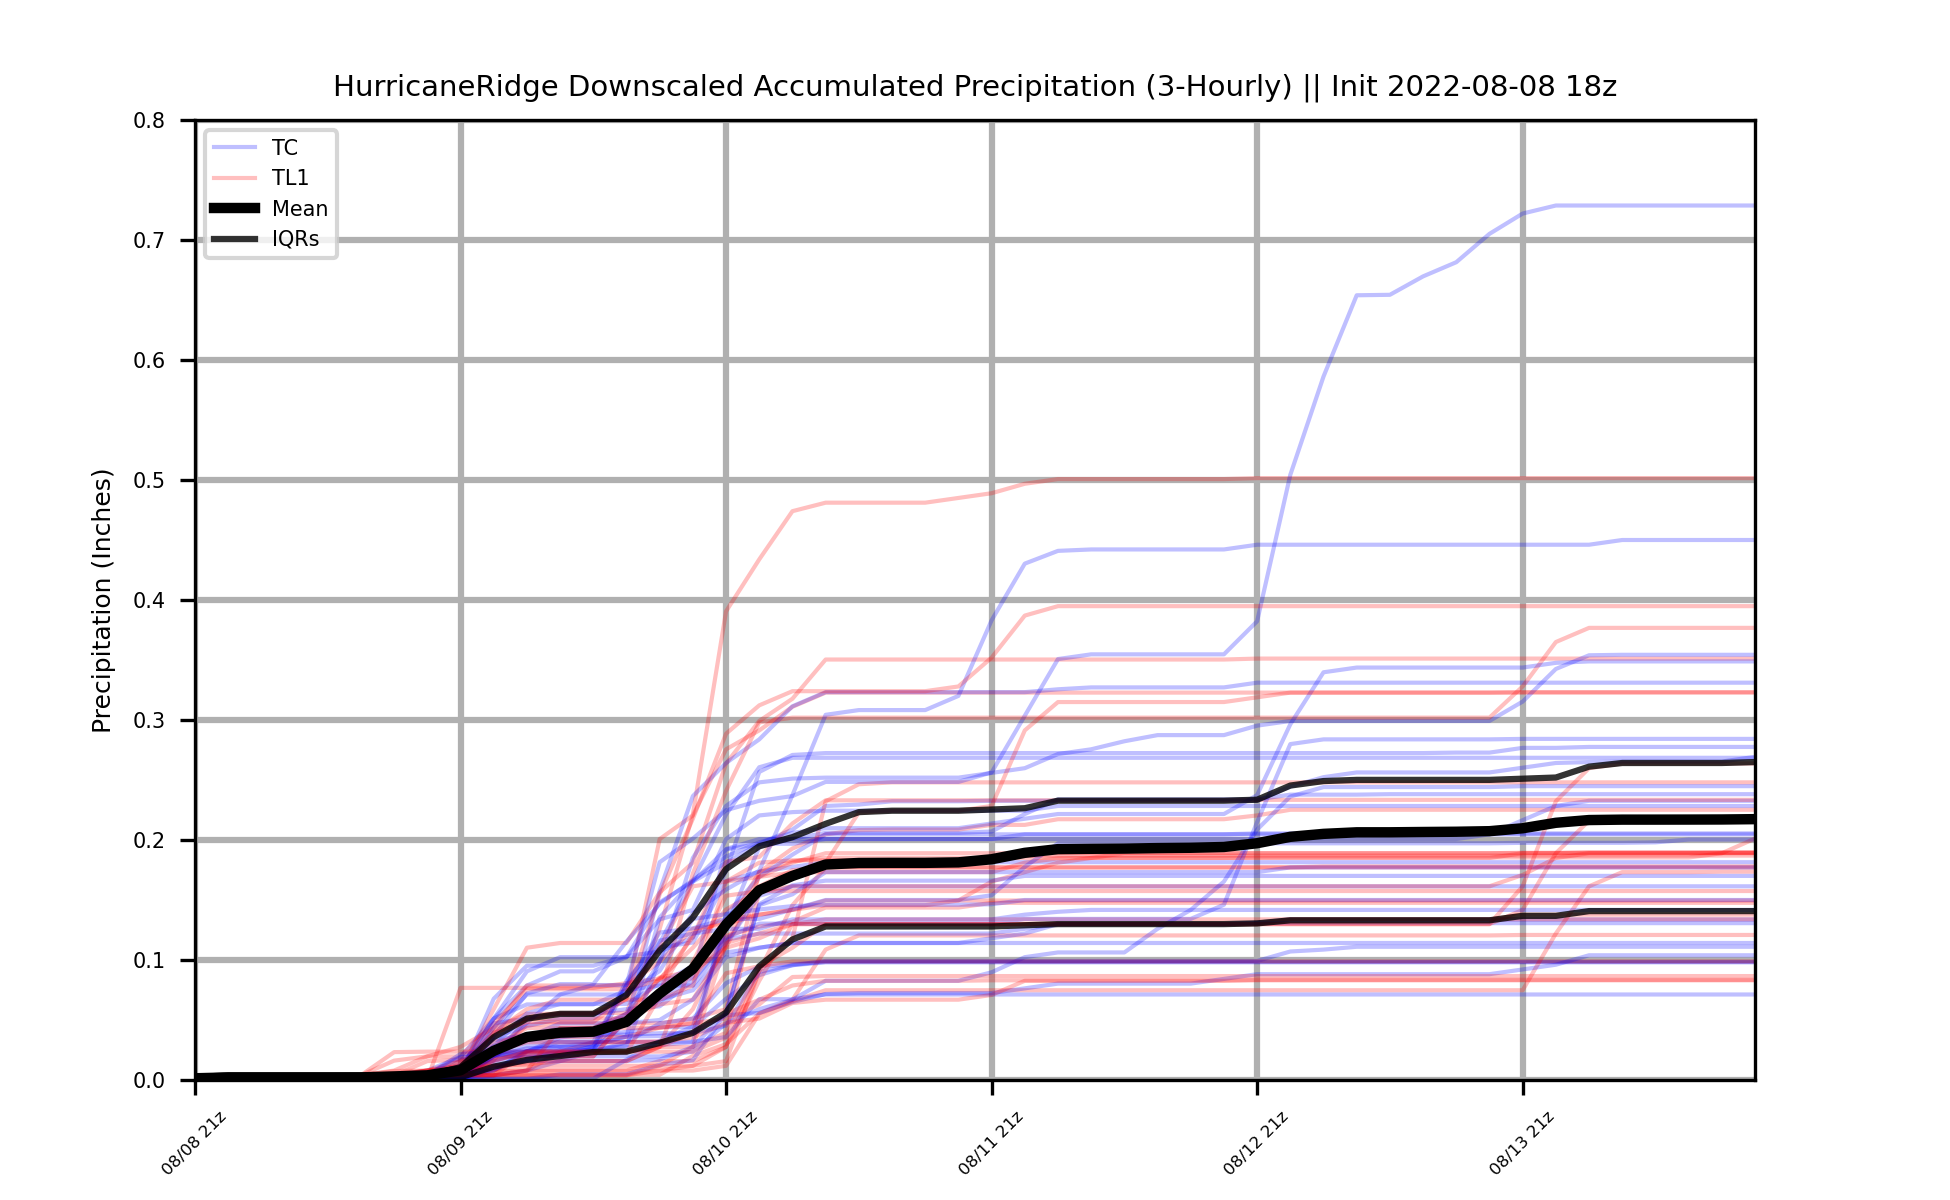 HurricaneRidge Downscaled Accumulated Precipitation (3-Hourly) || Init 2022-08-08 18z
TC
TL1
Mean
IQRs
Precipitation (Inches)
0.8
0.7
0.6
0.5
0.4
0.3
0.2
0.1
0.0
08/08 21z
08/09 21z
08/10 21z
08/11 21z
08/12 21z
08/13 21z